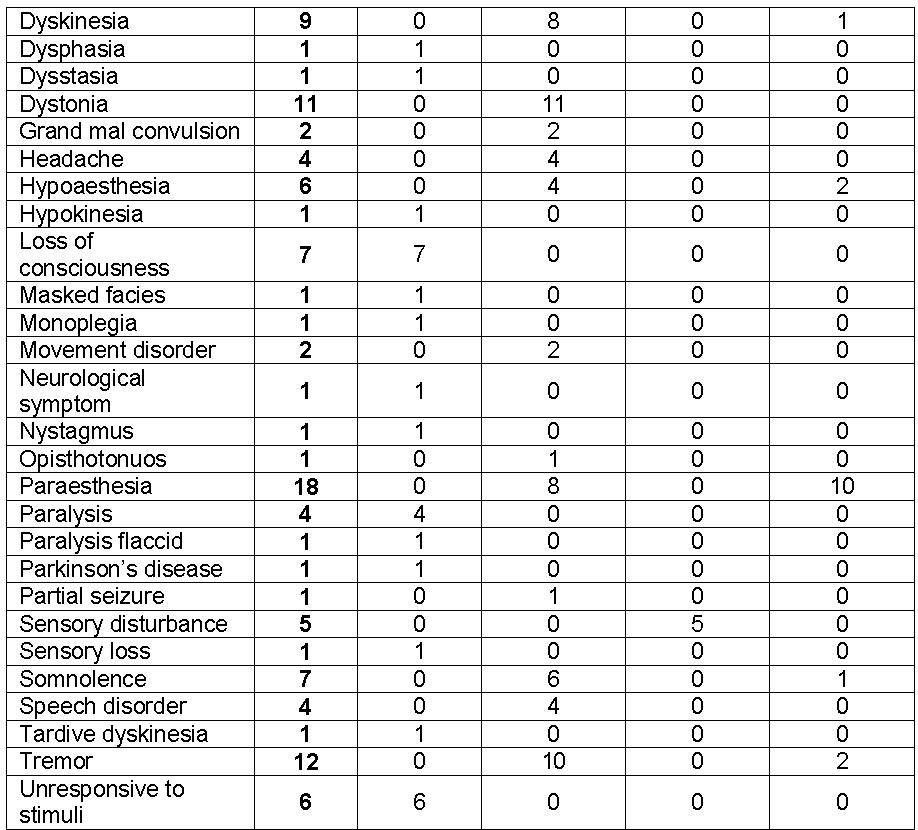 Dyskinesia 9 0 8 0 1
Dysphasia 1 1 0 0 0
Dysstasia 1 1 0 0 0
Dystonia 11 0 11 0 0
Grand mal convulsion 2 0 2 0 0
Headache 4 0 4 0 0
Hypoaesthesia 6 0 4 0 2
Hypokinesia 1 1 0 0 0
Loss of
consciousness 7 7 0 0 0
Masked facies 1 1 0 0 0
Monoplegia 1 1 0 0 0
Movement disorder 2 0 2 0 0
Neurological
symptom 1 1 0 0 0
Nystagmus 1 1 0 0 0
Opisthotonuos 1 0 1 0 0
Paraesthesia 18 0 8 0 10
Paralysis 4 4 0 0 0
Paralysis flaccid 1 1 0 0 0
Parkinson's disease 1 1 0 0 0
Partial seizure 1 0 1 0 0
Sensory disturbance 5 0 0 5 0
Sensory loss 1 1 0 0 0
Somnolence 7 0 6 0 1
Speech disorder 4 0 4 0 0
Tardive dyskinesia 1 1 0 0 0
Tremor 12 0 10 0 2
Unresponsive to
stimuli 6 6 0 0 0